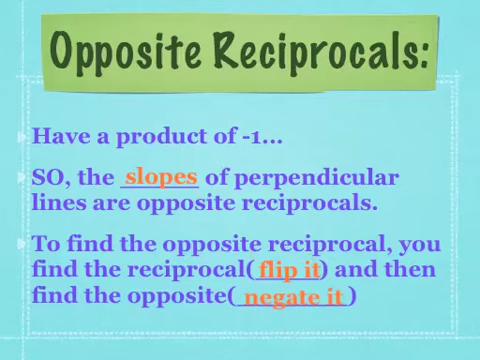 Opposite Reciprocals:
Have a product of -1...
SO, the slopes of perpendicular
lines are opposite reciprocals.
To find the opposite reciprocal, you
find the reciprocal(flip it) and then
find the opposite(negate it)